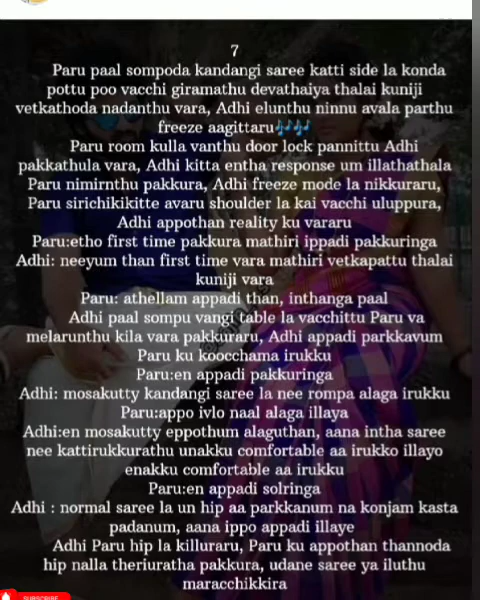 7
Paru paal sompoda kandangi saree katti side la konda
pottu poo vacchi giramathu devathaiya thalai kuniji
vetkathoda nadanthu vara, Adhi elunthu ninnu avala parthu
freeze aagittaru🎶🎶
Paru room kulla vanthu door lock pannittu Adhi
pakkathula vara, Adhi kitta entha response um illathathala
Paru nimirnthu pakkura, Adhi freeze mode la nikkuraru,
Paru sirichikikitte avaru shoulder la kai vacchi uluppura,
Adhi appothan reality ku vararu
Paru:etho first time pakkura mathiri ippadi pakkuringa
Adhi: neeyum than first time vara mathiri vetkapattu thalai
kuniji vara
Paru: athellam appadi than, inthanga paal
Adhi paal sompu vangi table la vacchittu Paru va
melarunthu kila vara pakkuraru, Adhi appadi parkkavum
Paru ku koocchama irukku
Paru:en appadi pakkuringa
Adhi: mosakutty kandangi saree la nee rompa alaga irukku
Paru:appo ivlo naal alaga illaya
Adhi:en mosakutty eppothum alaguthan, aana intha saree
nee kattirukkurathu unakku comfortable aa irukko illayo
enakku comfortable aa irukku
Paru:en appadi solringa
Adhi : normal saree la un hip aa parkkanum na konjam kasta
padanum, aana ippo appadi illaye
Adhi Paru hip la killuraru, Paru ku appothan thannoda
hip nalla theriuratha pakkura, udane saree ya iluthu
maracchikkira
SUBSCRIBE